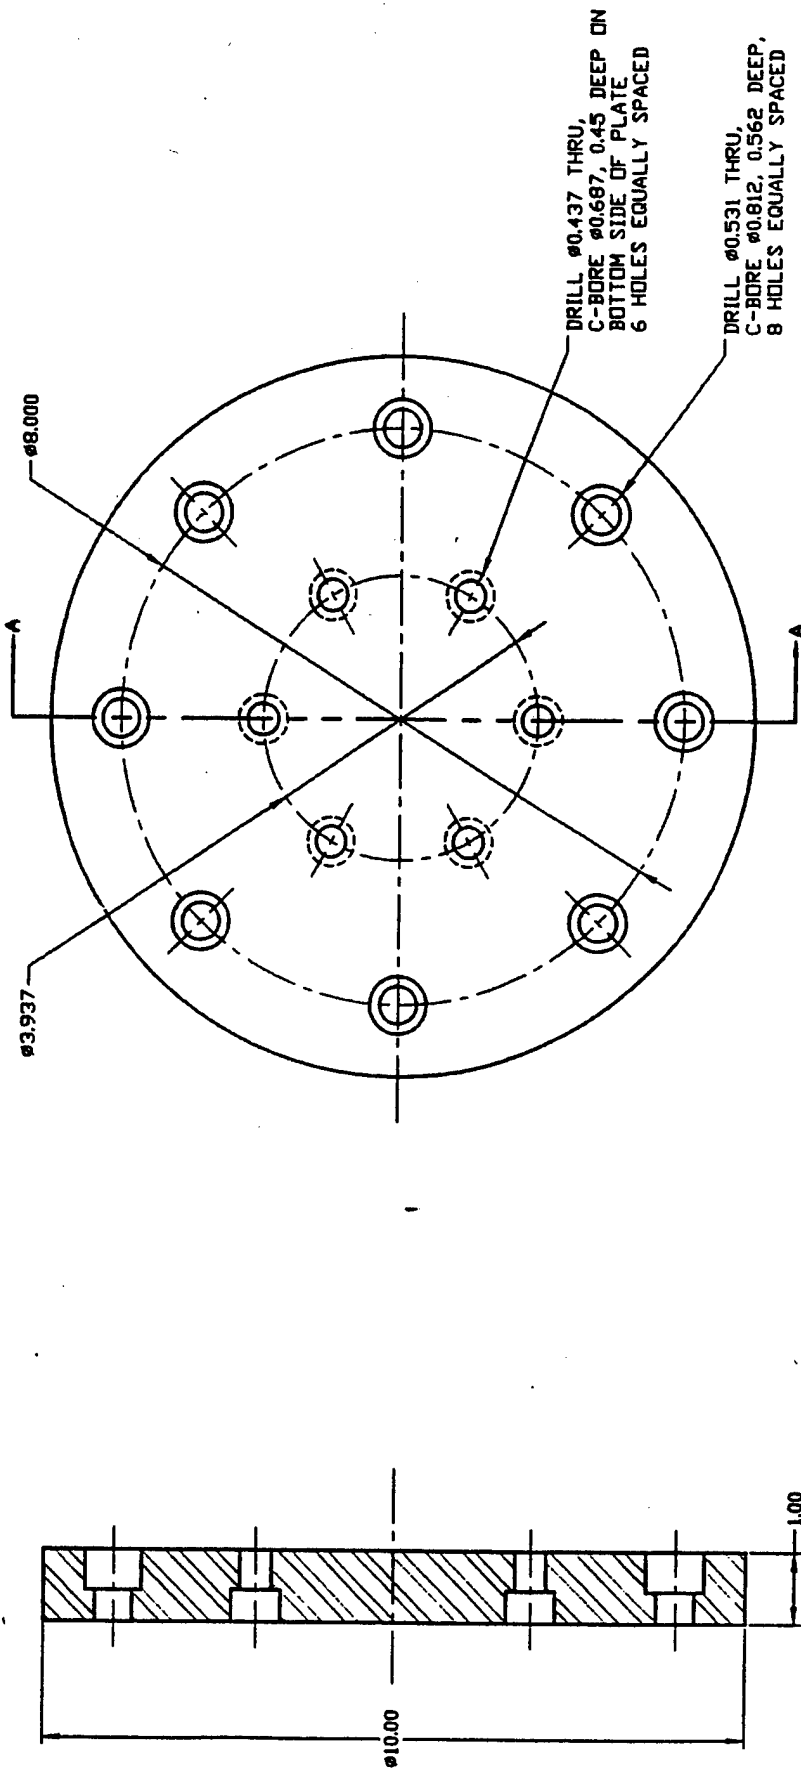 ø3.937
ø8.000
A
A
DRILL ø0.437 THRU,
C-BORE ø0.687, 0.45 DEEP ON
BOTTOM SIDE OF PLATE
6 HOLES EQUALLY SPACED
DRILL ø0.531 THRU,
C-BORE ø0.812, 0.562 DEEP,
8 HOLES EQUALLY SPACED
ø10.00
1.00